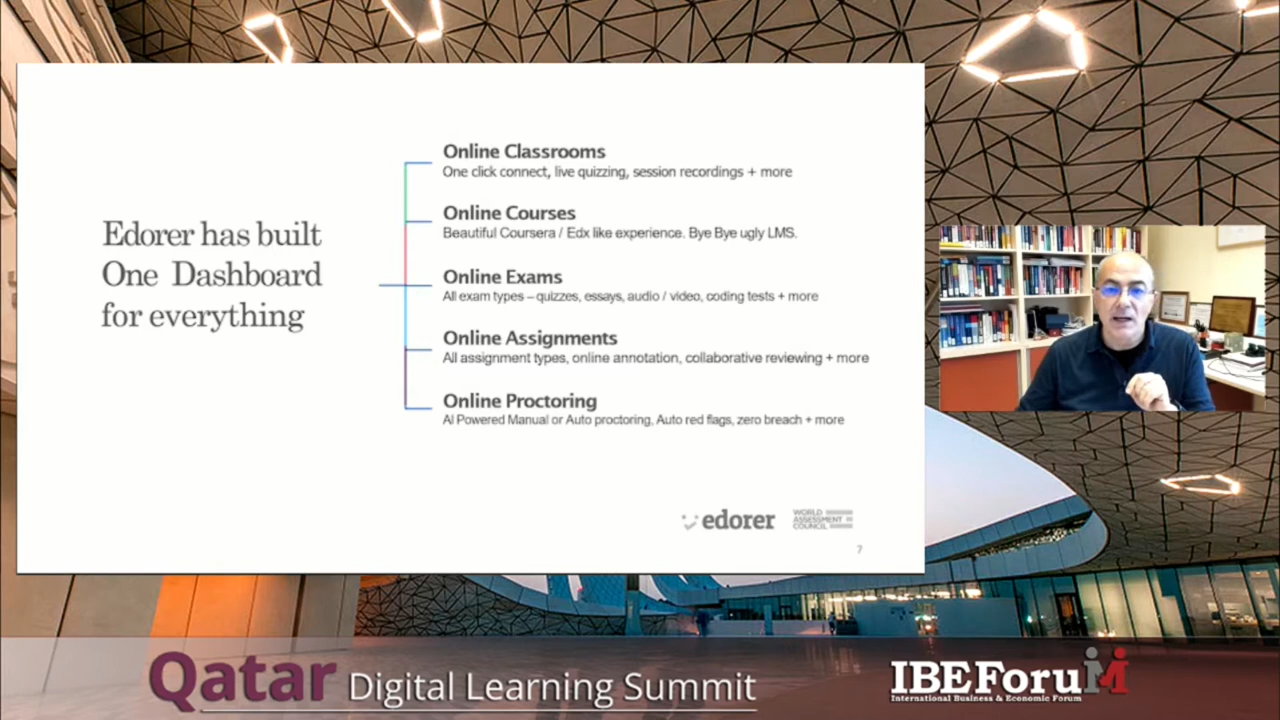 Edorer has built
One Dashboard
for everything
Online Classrooms
One click connect, live quizzing, session recordings + more
Online Courses
Beautiful Coursera / Edx like experience. Bye Bye ugly LMS.
Online Exams
All exam types – quizzes, essays, audio / video, coding tests + more
Online Assignments
All assignment types, online annotation, collaborative reviewing + more
Online Proctoring
AI Powered Manual or Auto proctoring, Auto red flags, zero breach + more
edorer
WORLD
ASSESSMENT
COUNCIL
7
Qatar Digital Learning Summit
IBEForuM
International Business & Economic Forum